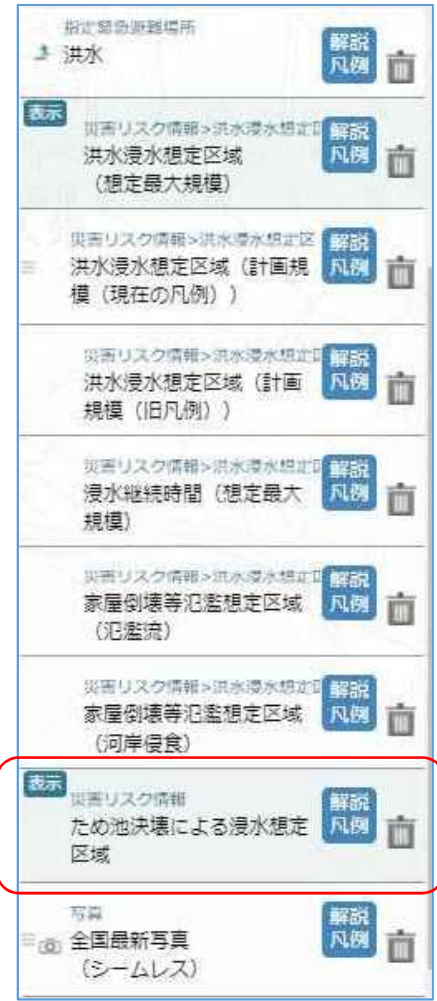 指定緊急避難場所
洪水
解説
凡例
表示
災害リスク情報>洪水浸水想定区
洪水浸水想定区域
（想定最大規模）
解説
凡例
災害リスク情報>洪水浸水想定区
洪水浸水想定区域（計画規
模（現在の凡例））
解説
凡例
災害リスク情報>洪水浸水想定区
洪水浸水想定区域（計画
規模（旧凡例））
解説
凡例
災害リスク情報>洪水浸水想定区
浸水継続時間（想定最大
規模）
解説
凡例
災害リスク情報>洪水浸水想定区
家屋倒壊等氾濫想定区域
（氾濫流）
解説
凡例
災害リスク情報>洪水浸水想定区
家屋倒壊等氾濫想定区域
（河岸侵食）
解説
凡例
表示
災害リスク情報
ため池決壊による浸水想定
区域
解説
凡例
写真
全国最新写真
（シームレス）
解説
凡例